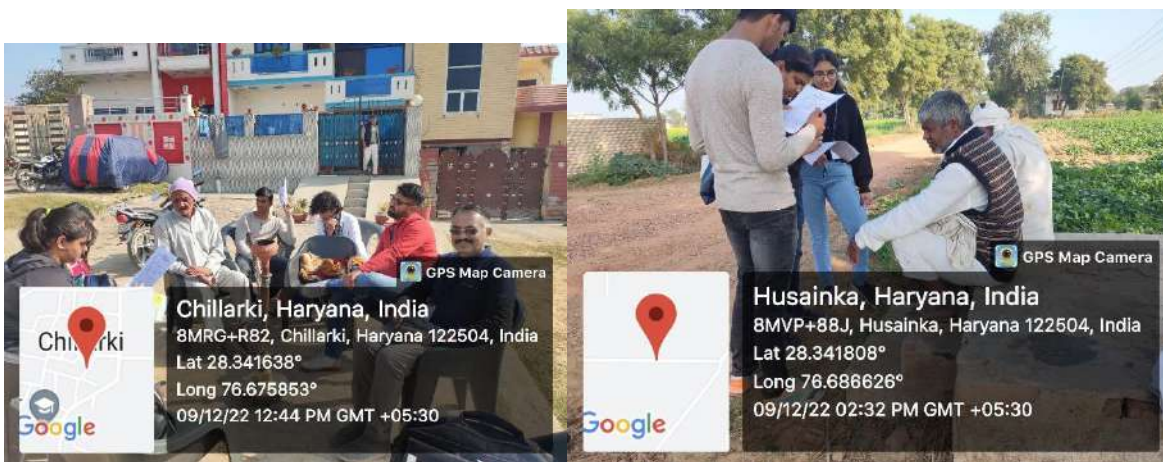 GPS Map Camera
Chillarki, Haryana, India
8MRG+R82, Chillarki, Haryana 122504, India
Lat 28.341638°
Long 76.675853°
09/12/22 12:44 PM GMT +05:30
Google
GPS Map Camera
Husainka, Haryana, India
8MVP+88J, Husainka, Haryana 122504, India
Lat 28.341808°
Long 76.686626°
09/12/22 02:32 PM GMT +05:30
Google